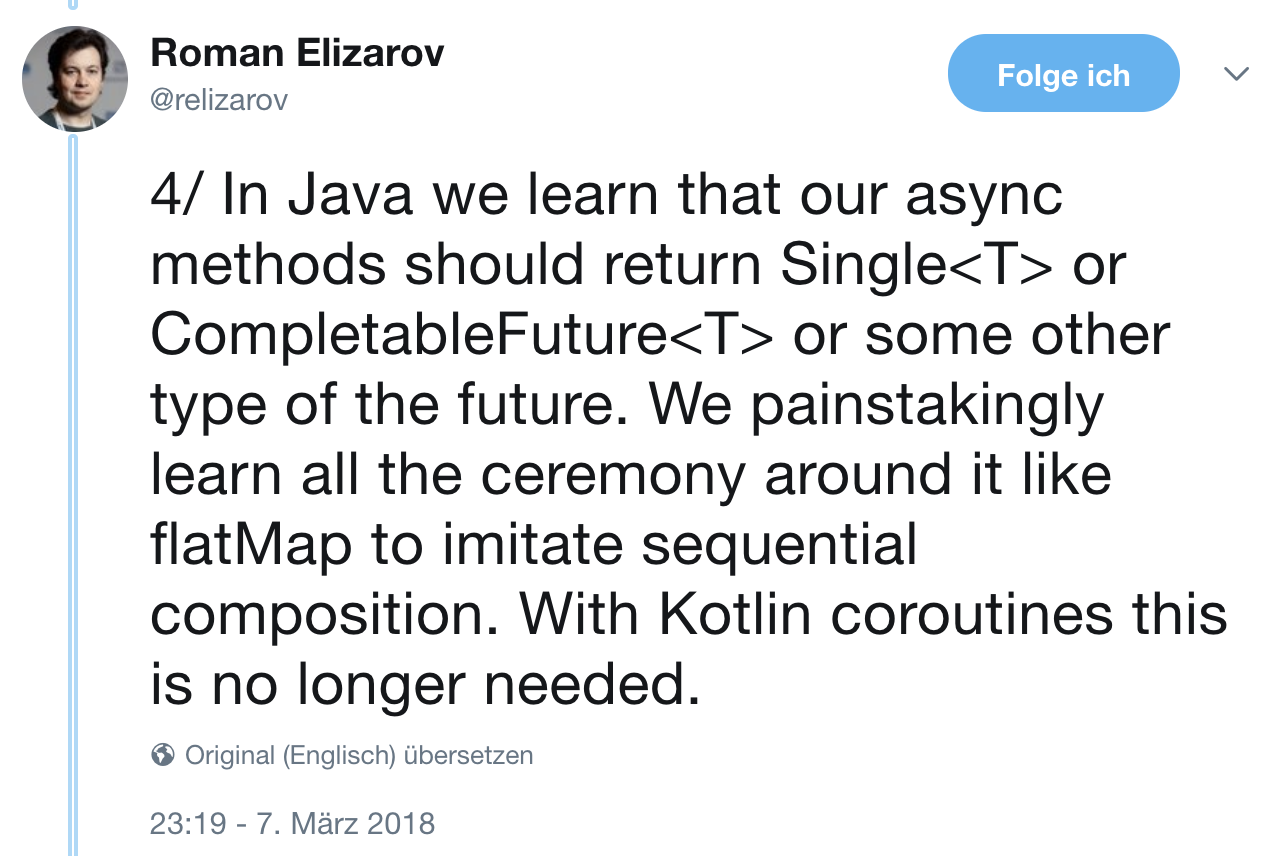 Roman Elizarov
@relizarov
Folge ich
4/ In Java we learn that our async
methods should return Single<T> or
CompletableFuture<T> or some other
type of the future. We painstakingly
learn all the ceremony around it like
flatMap to imitate sequential
composition. With Kotlin coroutines this
is no longer needed.
Original (Englisch) übersetzen
23:19 - 7. März 2018